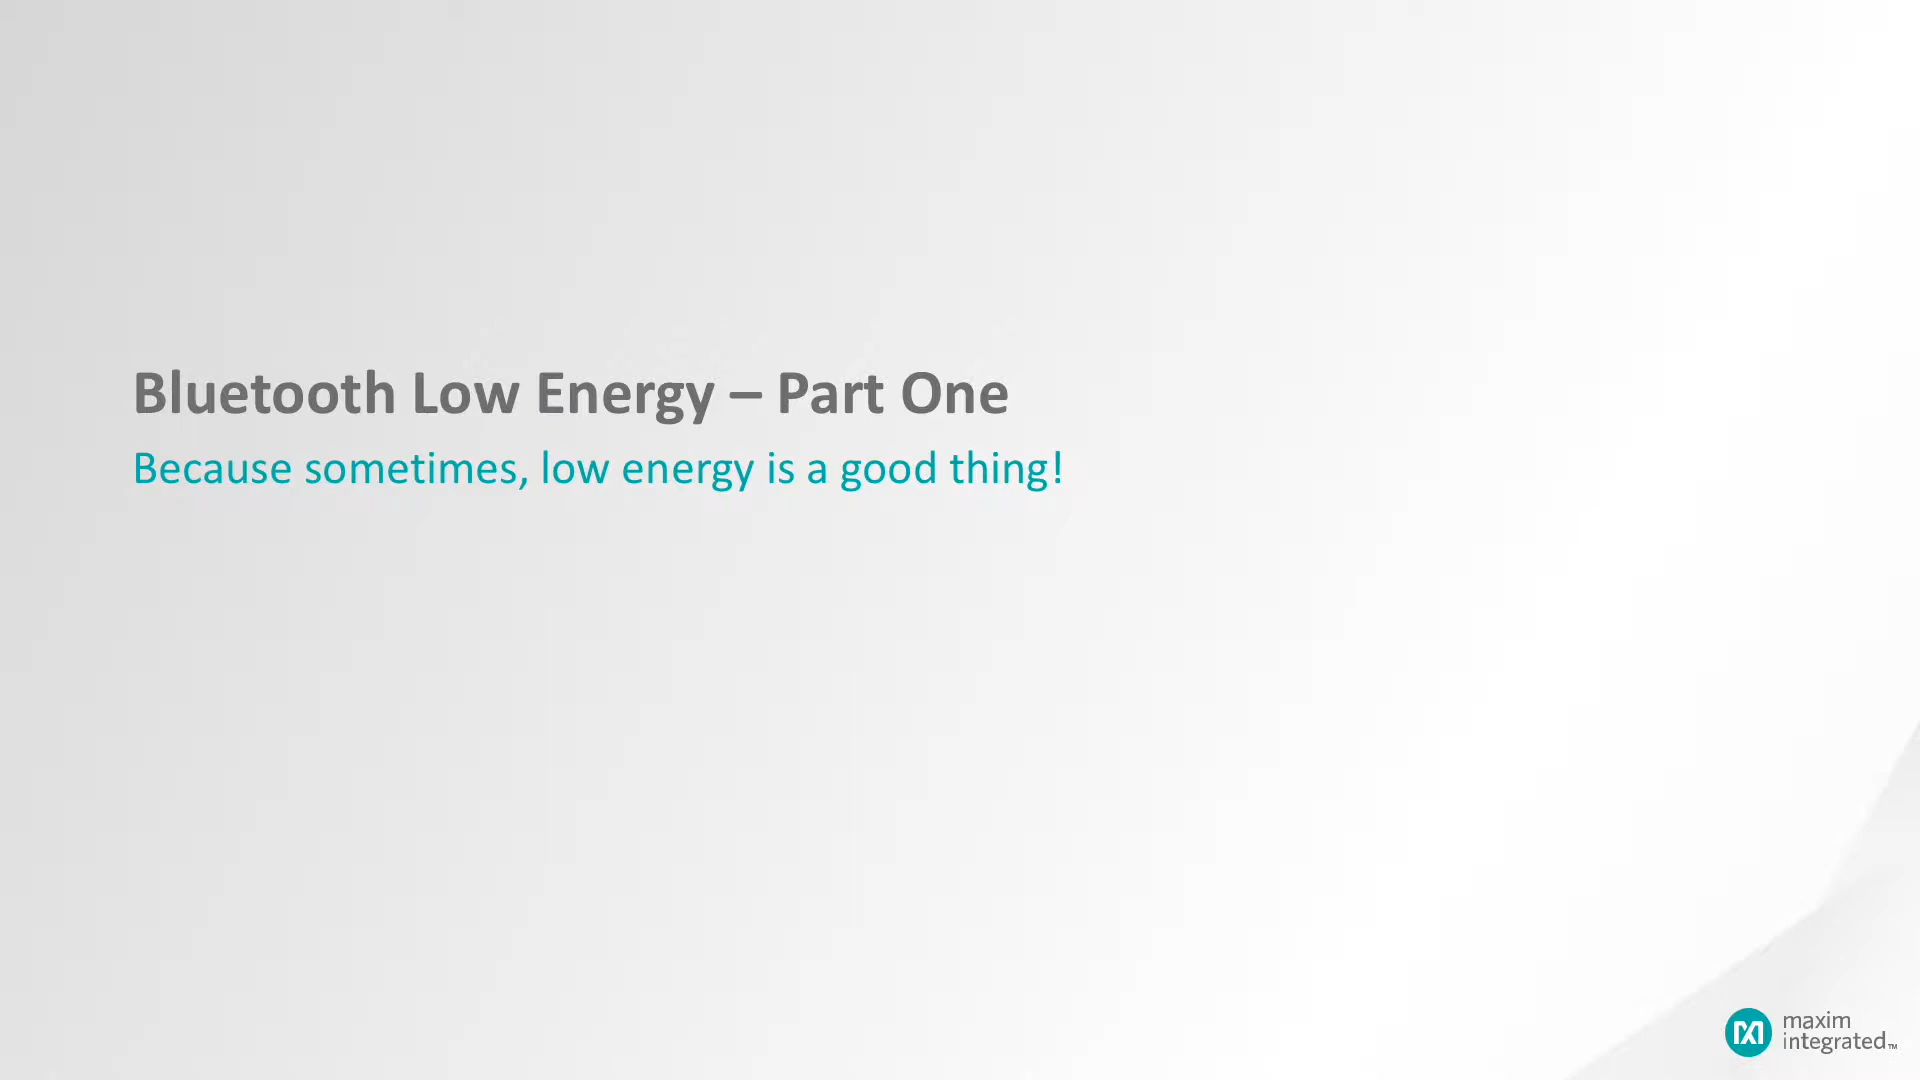 Bluetooth Low Energy – Part One
Because sometimes, low energy is a good thing!
maxim
integrated™